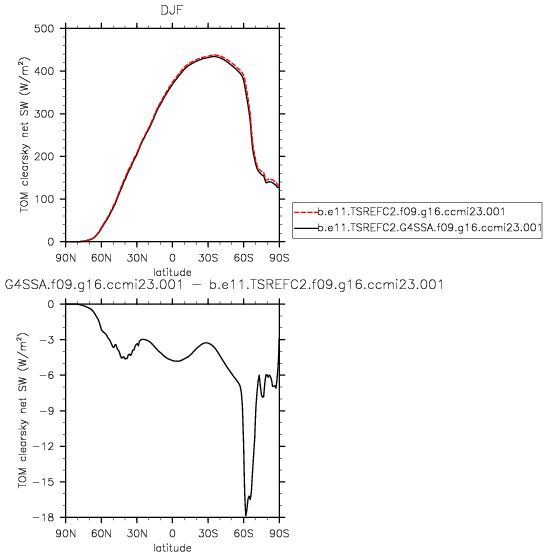 DJF
TOM clearsky net SW (W/m²)
500
400
300
200
100
0
90N 60N 30N 0 30S 60S 90S
latitude
b.e11.TSREFC2.f09.g16.ccmi23.001
b.e11.TSREFC2.G4SSA.f09.g16.ccmi23.001
G4SSA.f09.g16.ccmi23.001 − b.e11.TSREFC2.f09.g16.ccmi23.001
TOM clearsky net SW (W/m²)
0
−3
−6
−9
−12
−15
−18
90N 60N 30N 0 30S 60S 90S
latitude